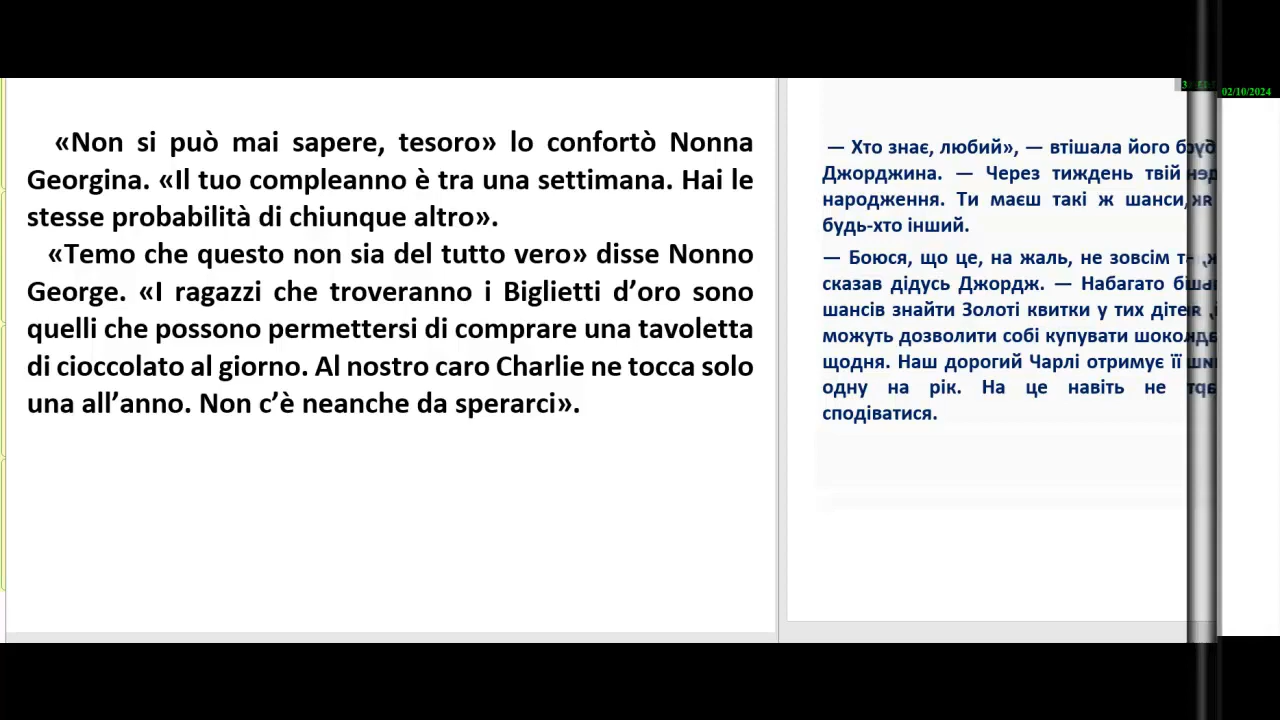 «Non si può mai sapere, tesoro» lo confortò Nonna
Georgina. «Il tuo compleanno è tra una settimana. Hai le
stesse probabilità di chiunque altro».
«Temo che questo non sia del tutto vero» disse Nonno
George. «I ragazzi che troveranno i Biglietti d’oro sono
quelli che possono permettersi di comprare una tavoletta
di cioccolato al giorno. Al nostro caro Charlie ne tocca solo
una all’anno. Non c’è neanche da sperarci».
— Хто знає, любий», — втішала його
Джорджина. — Через тиждень твій
народження. Ти маєш такі ж шанси,
будь-хто інший.
— Боюся, що це, на жаль, не зовсім
сказав дідусь Джордж. — Набагато
шансів знайти Золоті квитки у тих
можуть дозволити собі купувати
щодня. Наш дорогий Чарлі отримує її
одну на рік. На це навіть не
сподіватися.
02/10/2024